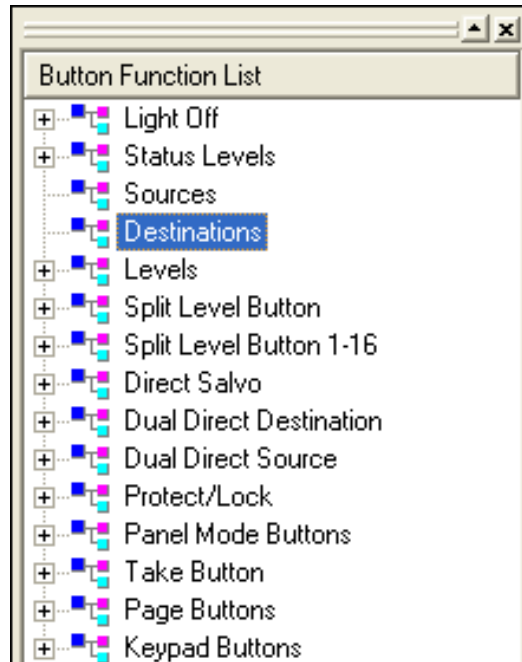 Button Function List
Light Off
Status Levels
Sources
Destinations
Levels
Split Level Button
Split Level Button 1-16
Direct Salvo
Dual Direct Destination
Dual Direct Source
Protect/Lock
Panel Mode Buttons
Take Button
Page Buttons
Keypad Buttons